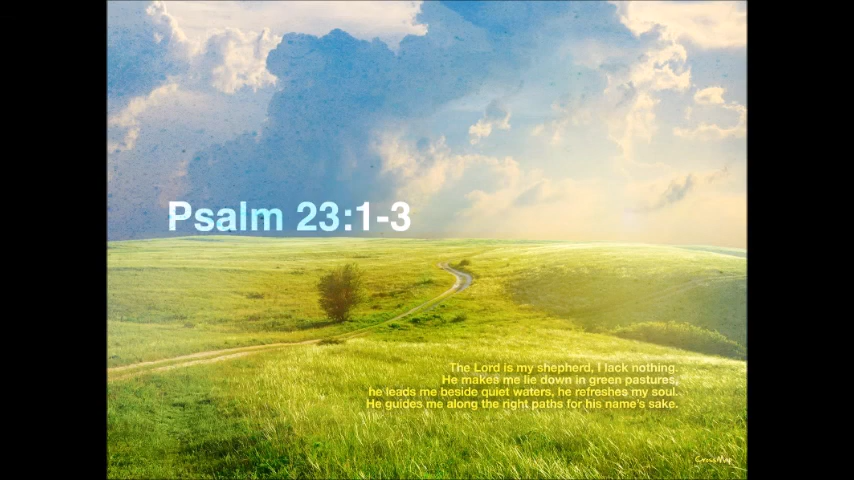 Psalm 23:1-3
The Lord is my shepherd, I lack nothing.
He makes me lie down in green pastures,
he leads me beside quiet waters, he refreshes my soul.
He guides me along the right paths for his name's sake.
CrossMap